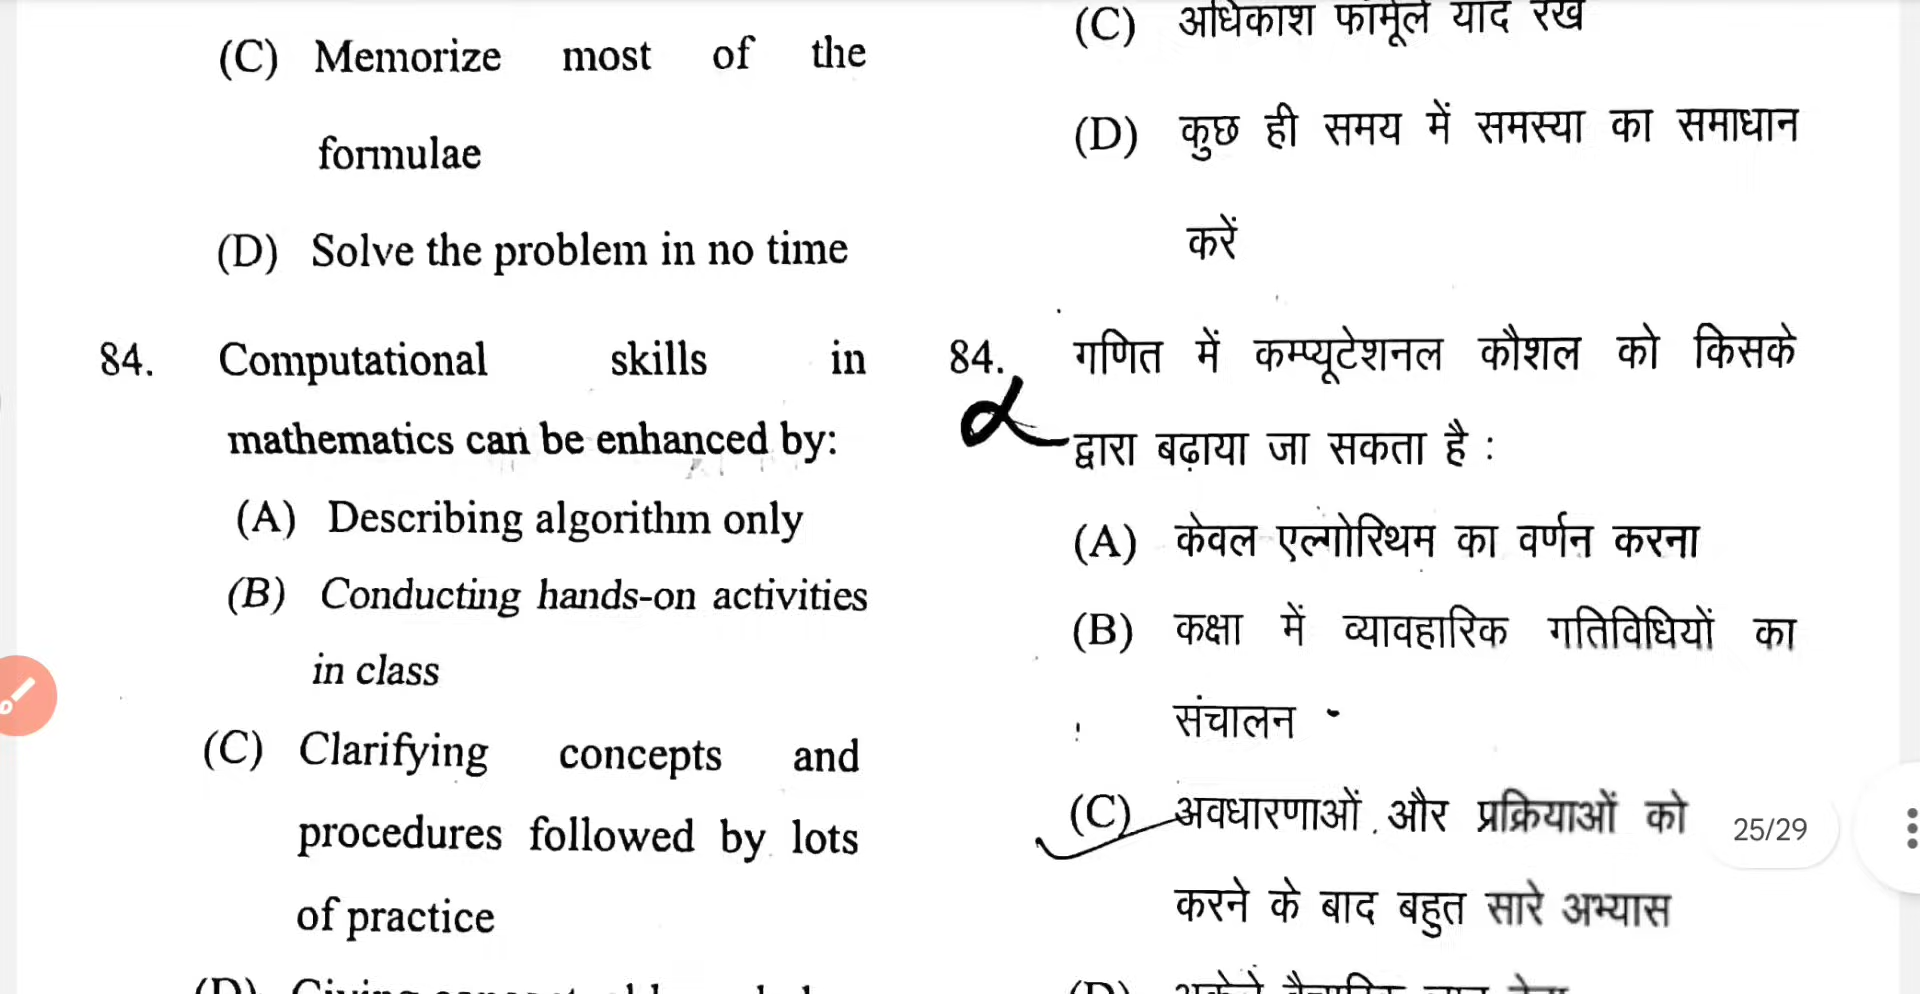 (C) Memorize most of the
formulae
(D) Solve the problem in no time
84. Computational skills in
mathematics can be enhanced by:
(A) Describing algorithm only
(B) Conducting hands-on activities
in class
(C) Clarifying concepts and
procedures followed by lots
of practice
(D) Giving
(C) अधिकांश फॉर्मूले याद रखें
(D) कुछ ही समय में समस्या का समाधान
करें
84. गणित में कम्प्यूटेशनल कौशल को किसके
द्वारा बढ़ाया जा सकता है :
(A) केवल एल्गोरिथम का वर्णन करना
(B) कक्षा में व्यावहारिक गतिविधियों का
संचालन
(C) अवधारणाओं और प्रक्रियाओं को
करने के बाद बहुत सारे अभ्यास
(D)
25/29